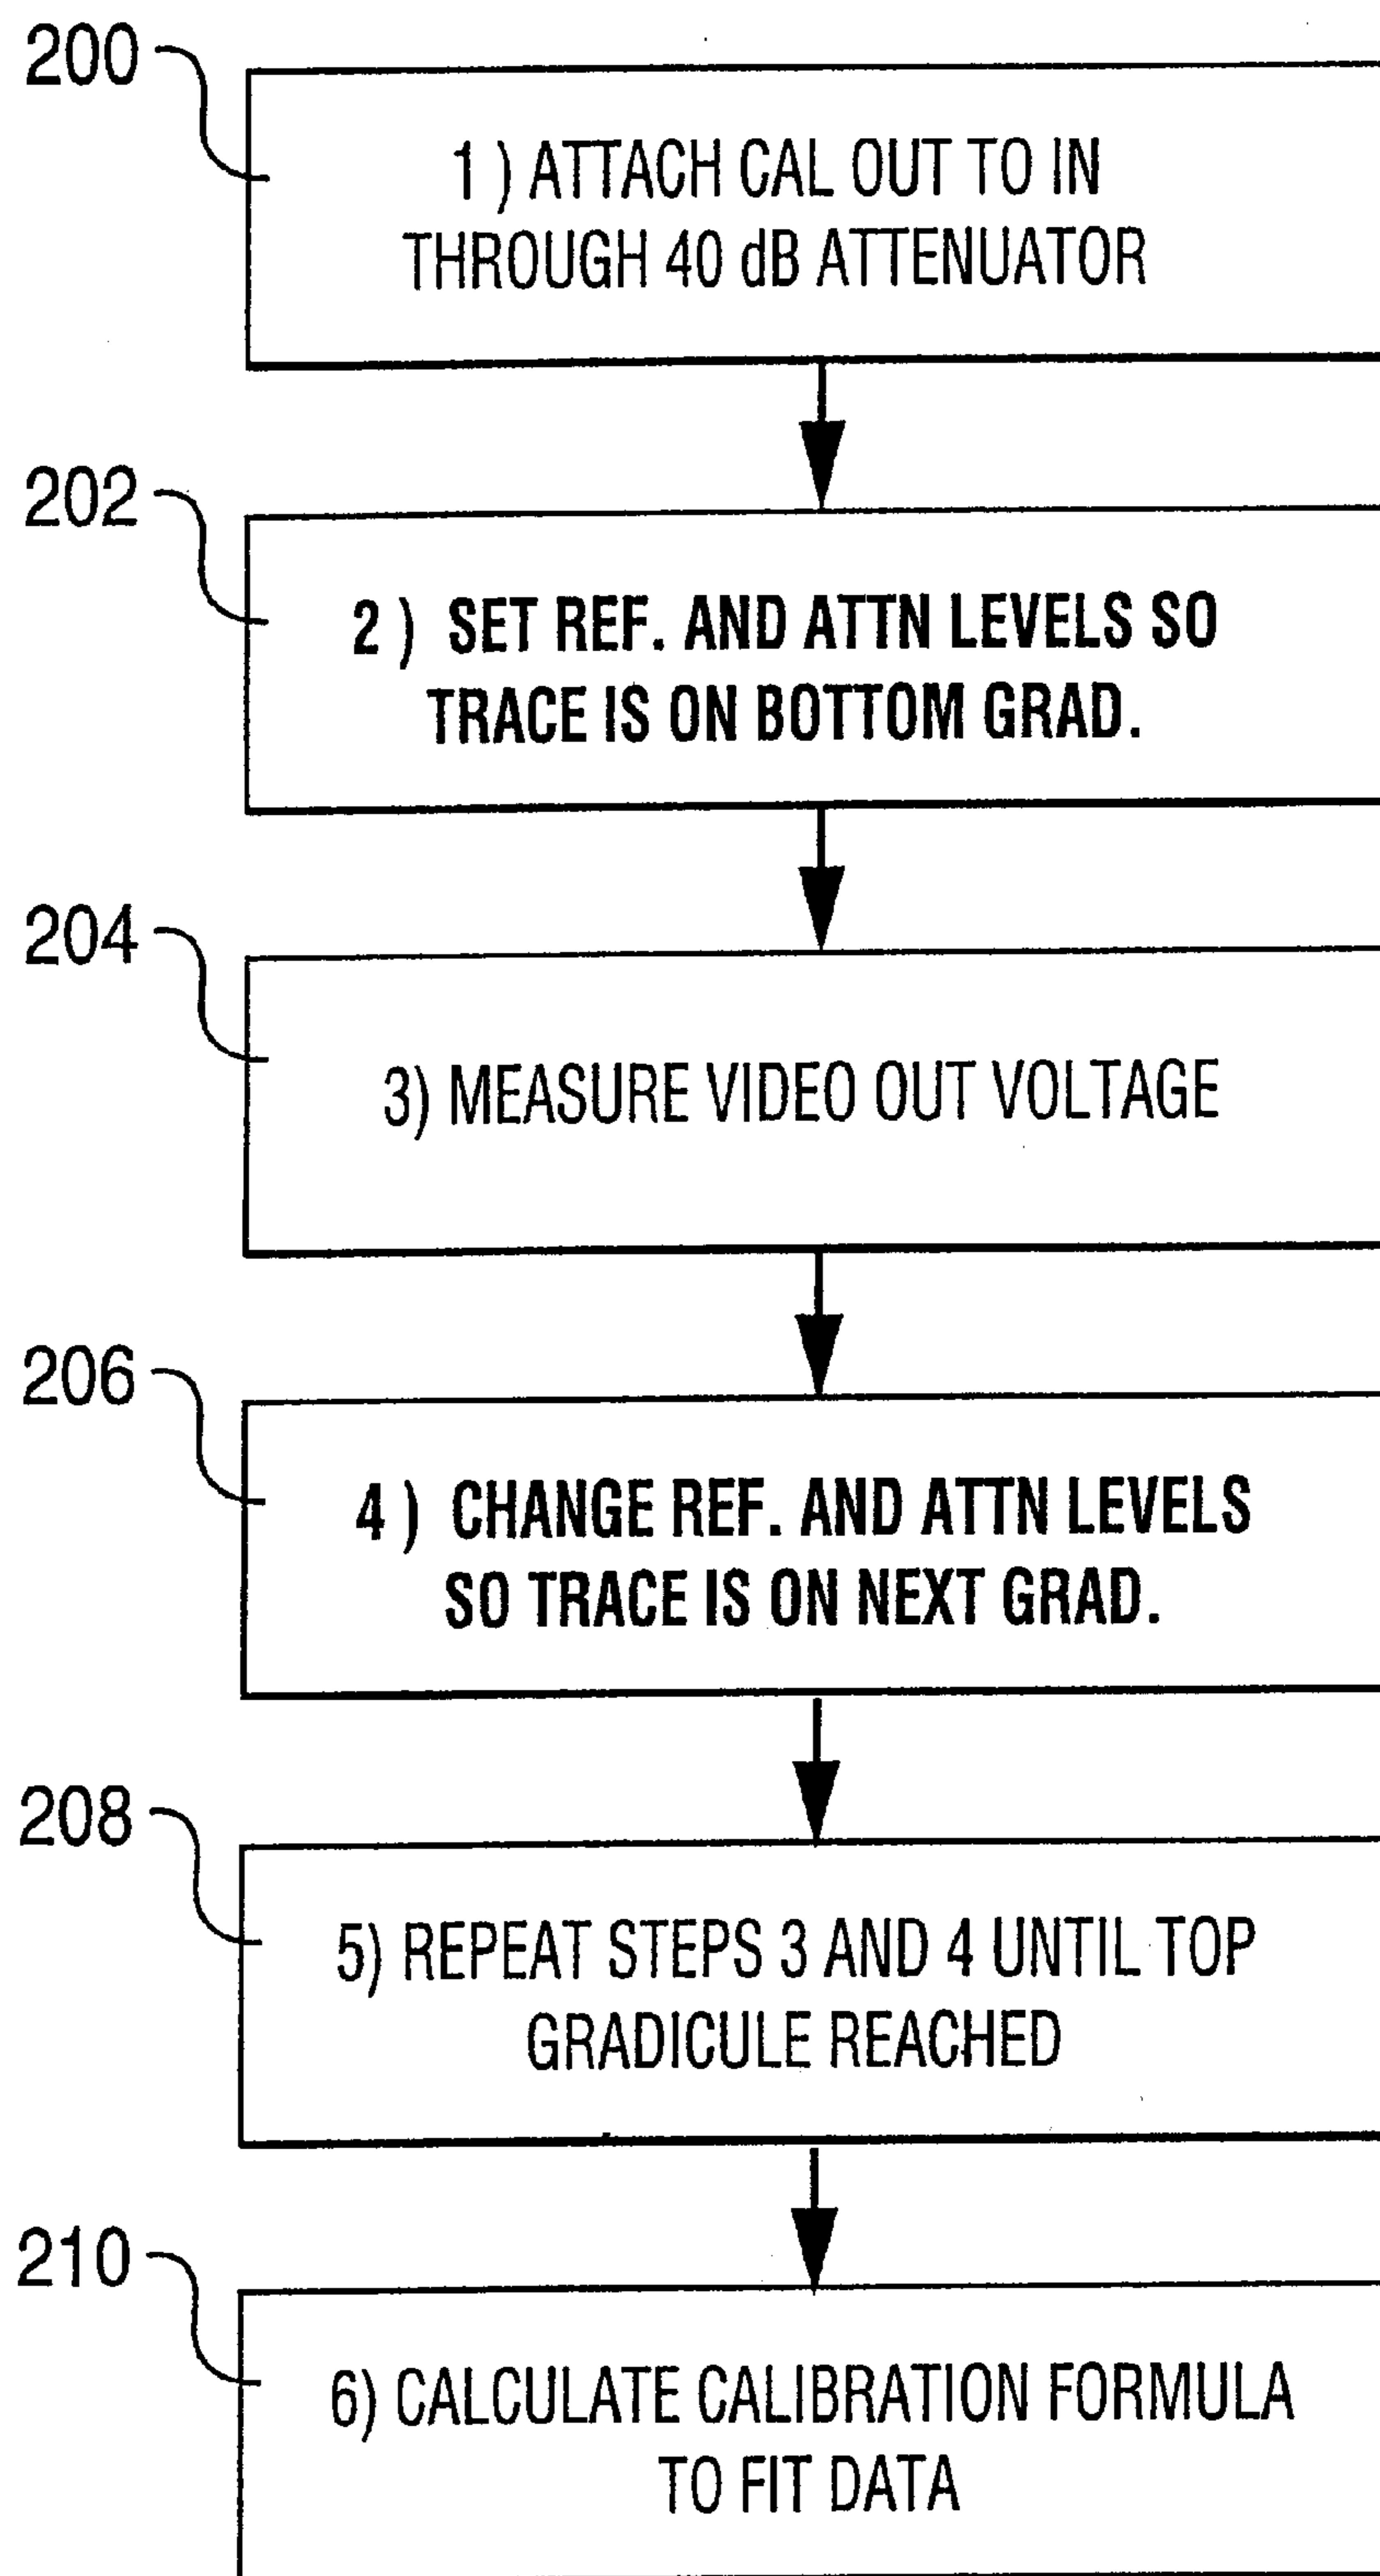 200
1 ) ATTACH CAL OUT TO IN
THROUGH 40 dB ATTENUATOR
202
2 ) SET REF. AND ATTN LEVELS SO
TRACE IS ON BOTTOM GRAD.
204
3) MEASURE VIDEO OUT VOLTAGE
206
4 ) CHANGE REF. AND ATTN LEVELS
SO TRACE IS ON NEXT GRAD.
208
5) REPEAT STEPS 3 AND 4 UNTIL TOP
GRADICULE REACHED
210
6) CALCULATE CALIBRATION FORMULA
TO FIT DATA